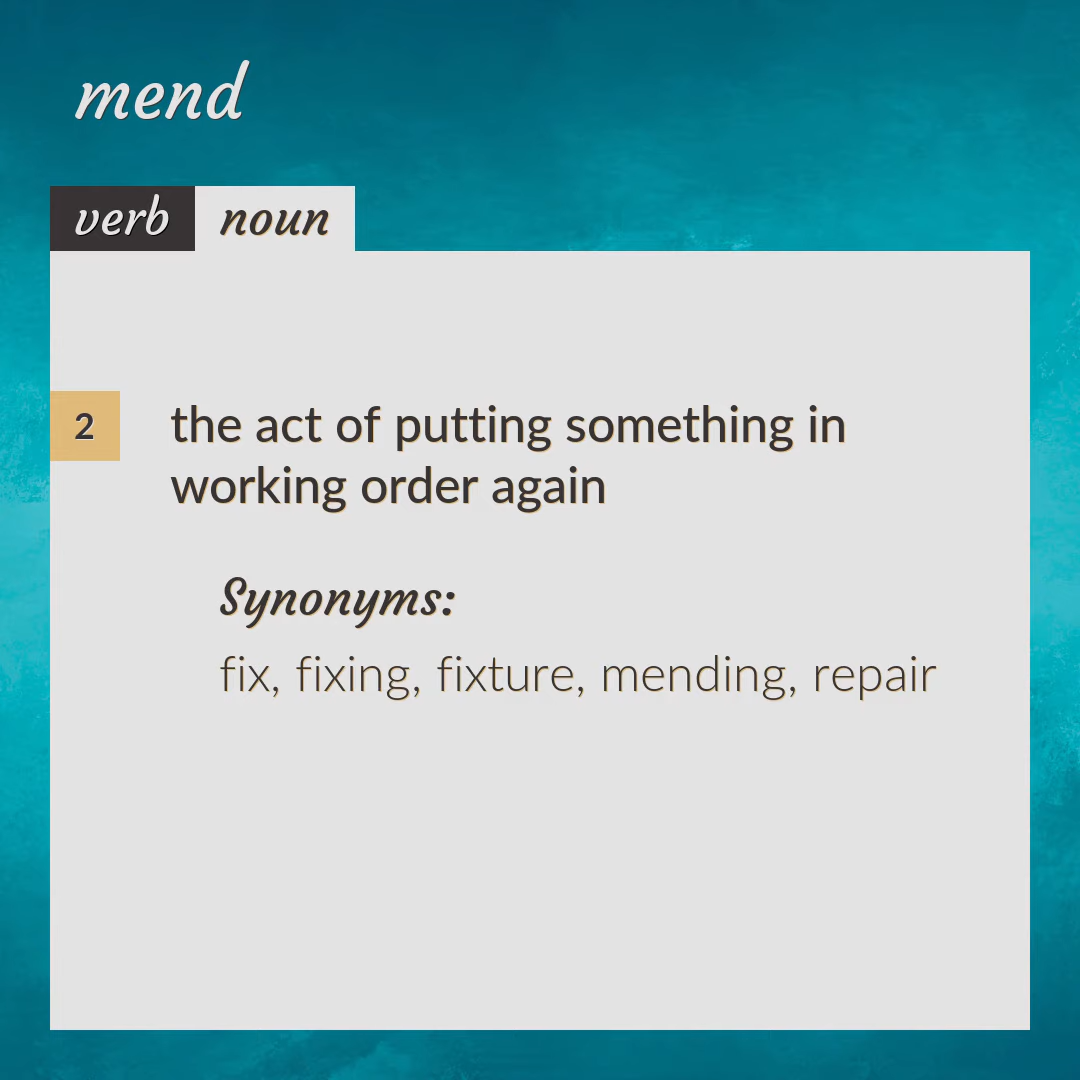 mend
verb noun
2 the act of putting something in
working order again
Synonyms:
fix, fixing, fixture, mending, repair